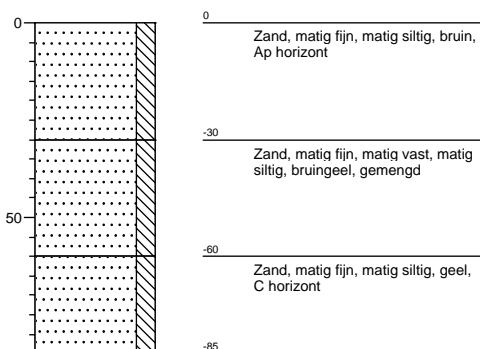 0
0
Zand, matig fijn, matig siltig, bruin,
Ap horizont
-30
Zand, matig fijn, matig vast, matig
siltig, bruingeel, gemengd
50
-60
Zand, matig fijn, matig siltig, geel,
C horizont
-85